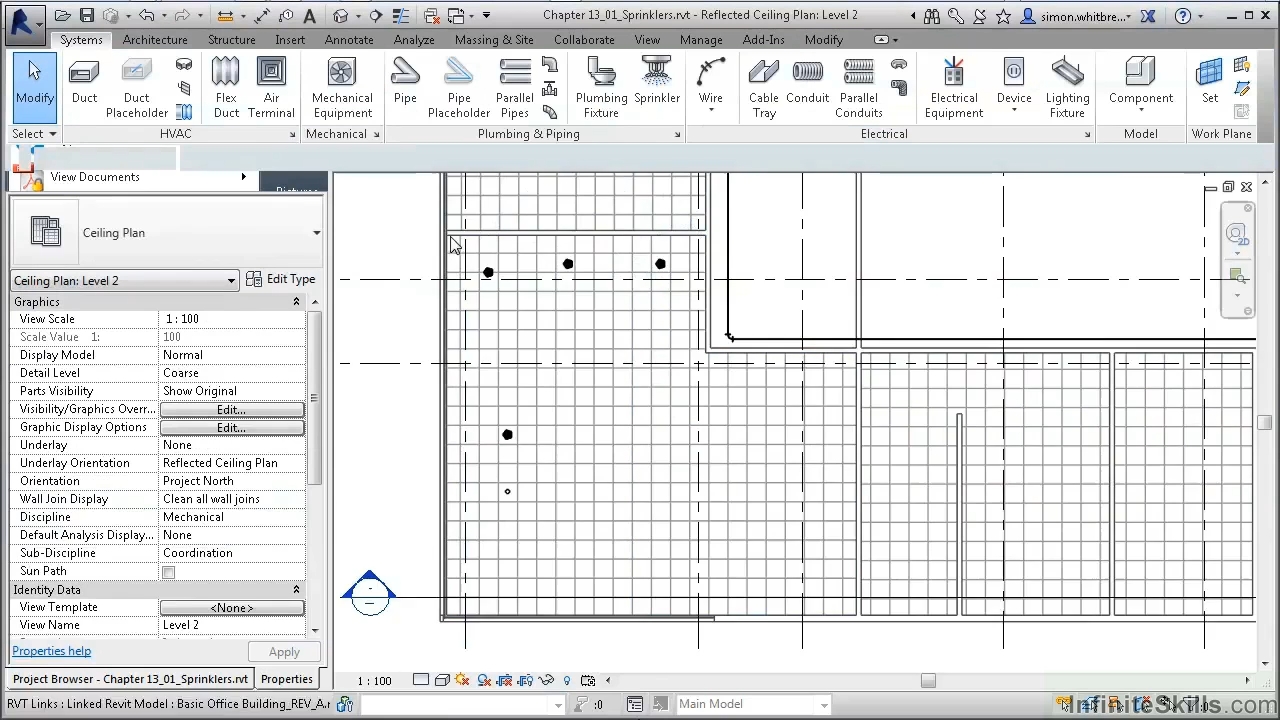 Chapter 13_01_Sprinklers.rvt - Reflected Ceiling Plan: Level 2
simon.whitbre...
Systems Architecture Structure Insert Annotate Analyze Massing & Site Collaborate View Manage Add-Ins Modify
Modify Duct Duct Placeholder Flex Duct Air Terminal Mechanical Equipment Pipe Pipe Placeholder Parallel Pipes Plumbing Fixture Sprinkler Wire Cable Tray Conduit Parallel Conduits Electrical Equipment Device Lighting Fixture Component Set
Select HVAC Mechanical Plumbing & Piping Electrical Model Work Plane
View Documents
Ceiling Plan
2D
Ceiling Plan: Level 2 Edit Type
Graphics
View Scale 1 : 100
Scale Value 1: 100
Display Model Normal
Detail Level Coarse
Parts Visibility Show Original
Visibility/Graphics Overr... Edit...
Graphic Display Options Edit...
Underlay None
Underlay Orientation Reflected Ceiling Plan
Orientation Project North
Wall Join Display Clean all wall joins
Discipline Mechanical
Default Analysis Display... None
Sub-Discipline Coordination
Sun Path
Identity Data
View Template <None>
View Name Level 2
Properties help Apply
Project Browser - Chapter 13_01_Sprinklers.rvt Properties
1 : 100
RVT Links : Linked Revit Model : Basic Office Building_REV_A.r :0 Main Model
InfiniteSkills.com